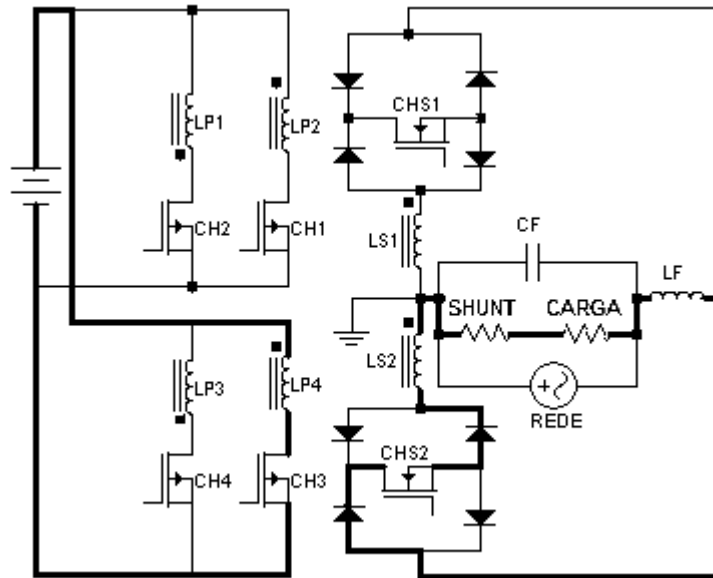 CHS1
LP1
LP2
CH2
CH1
LS1
CF
LF
SHUNT
CARGA
LS2
REDE
LP3
LP4
CHS2
CH4
CH3